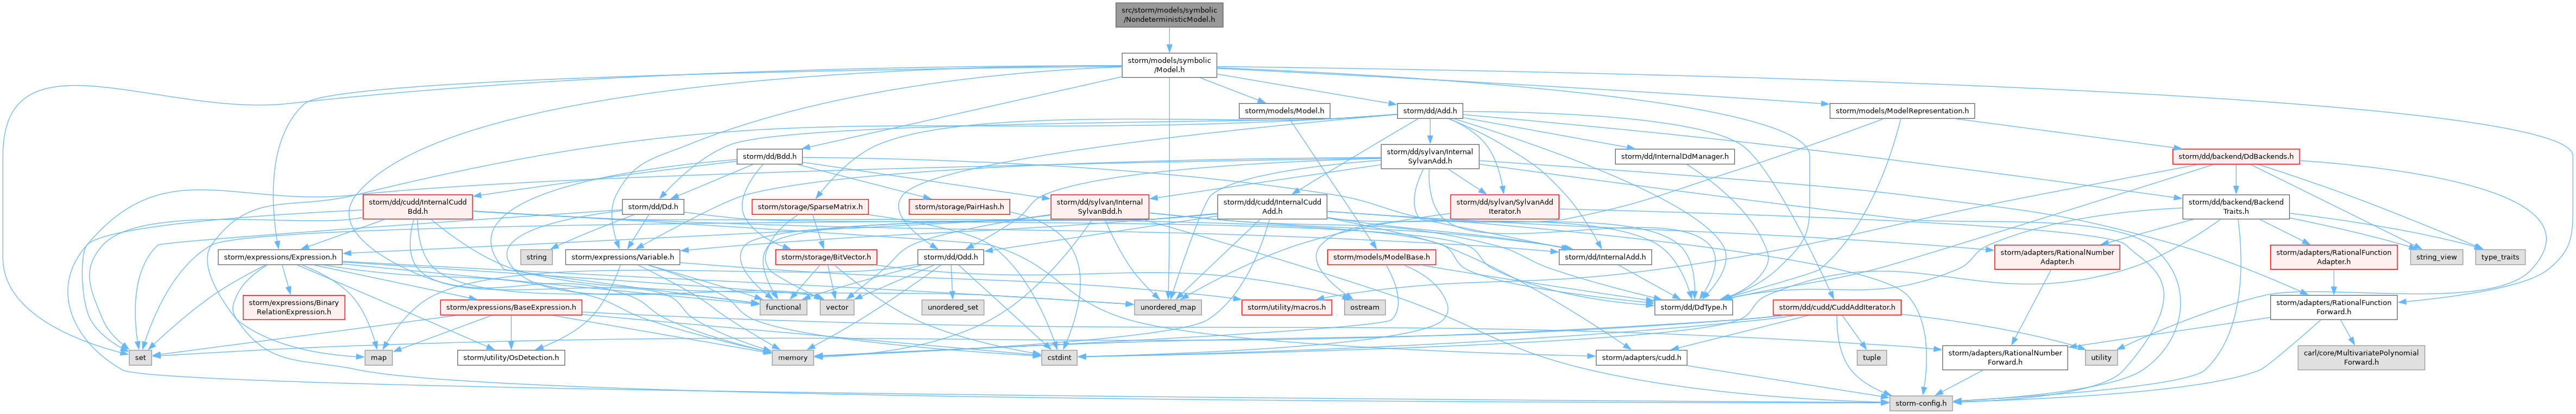 src/storm/models/symbolic
/NondeterministicModel.h
storm/models/symbolic
/Model.h
storm/models/Model.h
storm/dd/Add.h
storm/models/ModelRepresentation.h
storm/dd/Bdd.h
storm/dd/sylvan/Internal
SylvanAdd.h
storm/dd/InternalDdManager.h
storm/dd/backend/DdBackends.h
storm/dd/cudd/InternalCudd
Bdd.h
storm/dd/Dd.h
storm/storage/SparseMatrix.h
storm/storage/PairHash.h
storm/dd/sylvan/Internal
SylvanBdd.h
storm/dd/cudd/InternalCudd
Add.h
storm/dd/sylvan/SylvanAdd
Iterator.h
storm/dd/backend/Backend
Traits.h
storm/expressions/Expression.h
string
storm/expressions/Variable.h
storm/storage/BitVector.h
storm/dd/Odd.h
storm/models/ModelBase.h
storm/dd/InternalAdd.h
storm/adapters/RationalNumber
Adapter.h
storm/adapters/RationalFunction
Adapter.h
string_view
type_traits
storm/expressions/Binary
RelationExpression.h
storm/expressions/BaseExpression.h
functional
vector
unordered_set
unordered_map
storm/utility/macros.h
ostream
storm/dd/DdType.h
storm/dd/cudd/CuddAddIterator.h
storm/adapters/RationalFunction
Forward.h
set
map
storm/utility/OsDetection.h
memory
cstdint
storm/adapters/cudd.h
tuple
storm/adapters/RationalNumber
Forward.h
utility
carl/core/MultivariatePolynomial
Forward.h
storm-config.h